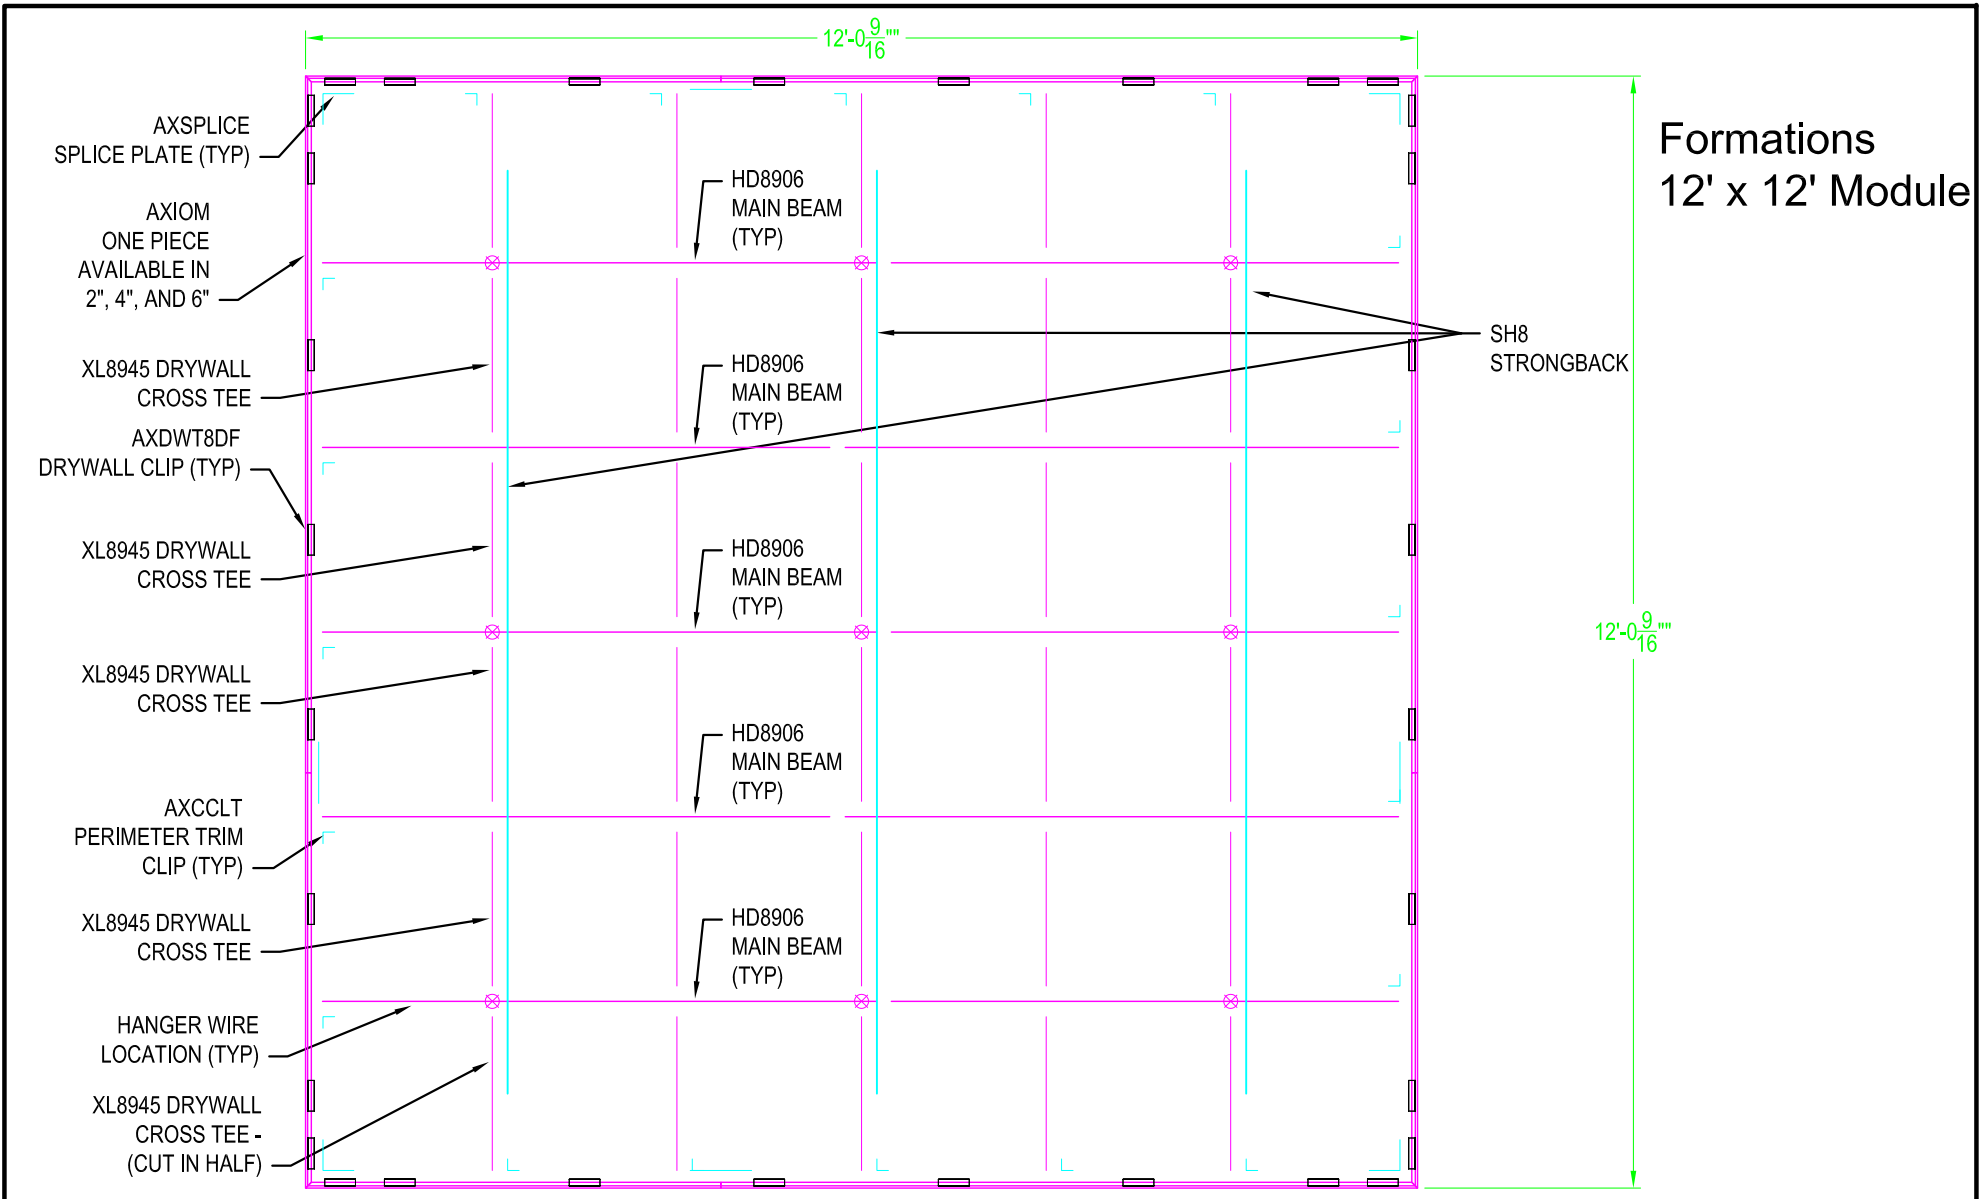 12'-0 9/16""
Formations
12' x 12' Module
AXSPLICE
SPLICE PLATE (TYP)
AXIOM
ONE PIECE
AVAILABLE IN
2", 4", AND 6"
XL8945 DRYWALL
CROSS TEE
AXDWT8DF
DRYWALL CLIP (TYP)
XL8945 DRYWALL
CROSS TEE
XL8945 DRYWALL
CROSS TEE
AXCCLT
PERIMETER TRIM
CLIP (TYP)
XL8945 DRYWALL
CROSS TEE
HANGER WIRE
LOCATION (TYP)
XL8945 DRYWALL
CROSS TEE -
(CUT IN HALF)
HD8906
MAIN BEAM
(TYP)
HD8906
MAIN BEAM
(TYP)
HD8906
MAIN BEAM
(TYP)
HD8906
MAIN BEAM
(TYP)
HD8906
MAIN BEAM
(TYP)
SH8
STRONGBACK
12'-0 9/16""